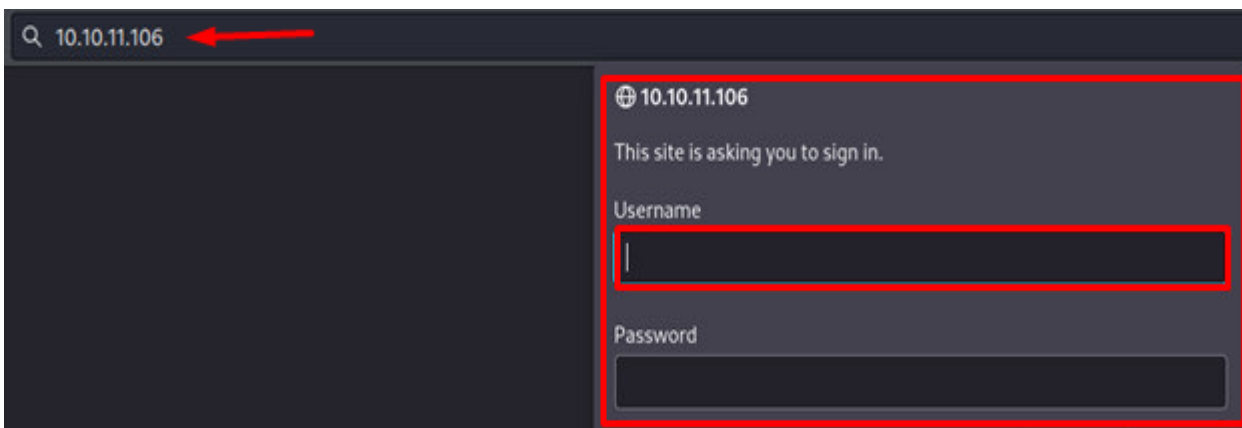 10.10.11.106
10.10.11.106
This site is asking you to sign in.
Username
Password